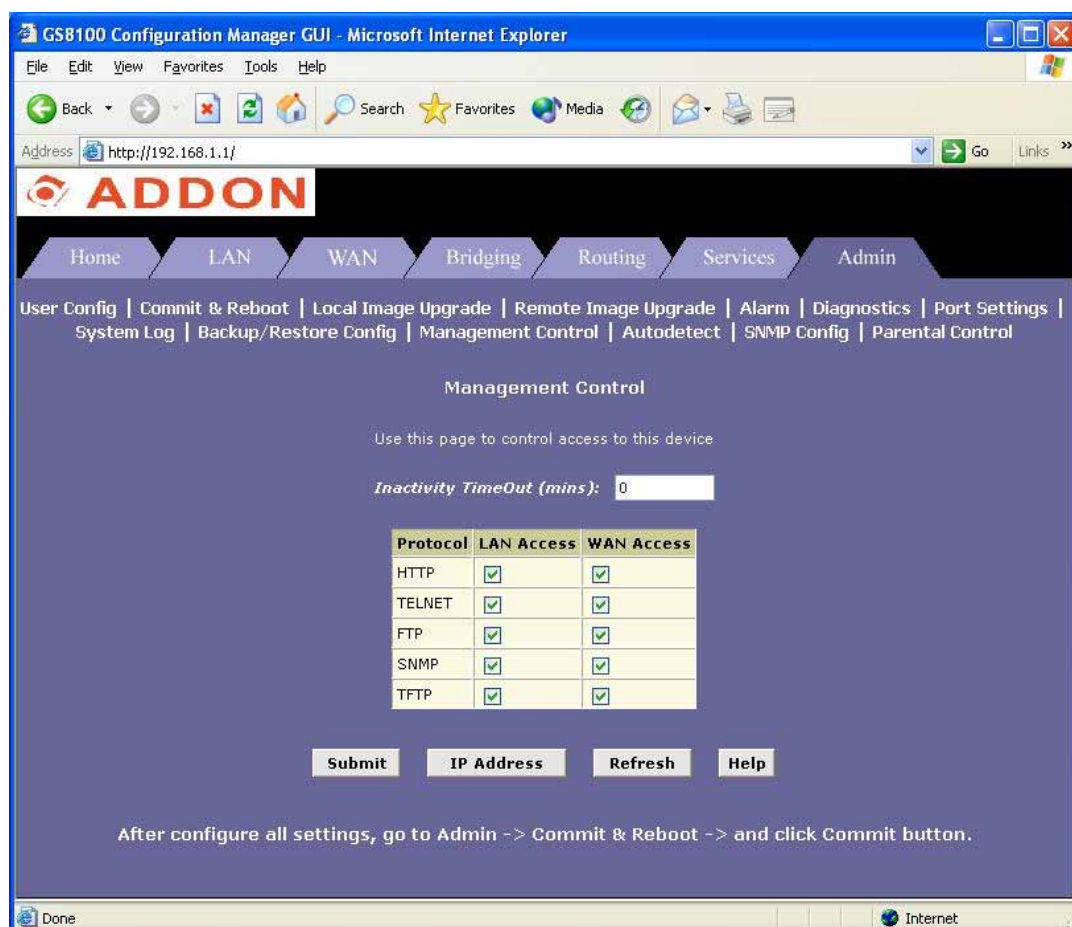 GS8100 Configuration Manager GUI - Microsoft Internet Explorer
File Edit View Favorites Tools Help
Back Search Favorites Media
Address http://192.168.1.1/ Go Links »
ADDON
Home LAN WAN Bridging Routing Services Admin
User Config | Commit & Reboot | Local Image Upgrade | Remote Image Upgrade | Alarm | Diagnostics | Port Settings |
System Log | Backup/Restore Config | Management Control | Autodetect | SNMP Config | Parental Control
Management Control
Use this page to control access to this device
Inactivity TimeOut (mins): 0
Protocol LAN Access WAN Access
HTTP
TELNET
FTP
SNMP
TFTP
Submit IP Address Refresh Help
After configure all settings, go to Admin -> Commit & Reboot -> and click Commit button.
Done Internet